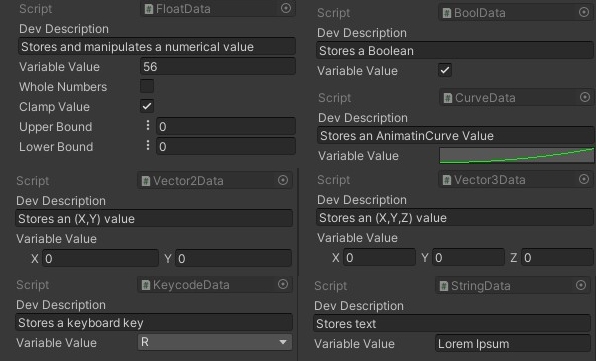 Script FloatData
Dev Description
Stores and manipulates a numerical value
Variable Value 56
Whole Numbers
Clamp Value
Upper Bound 0
Lower Bound 0
Script BoolData
Dev Description
Stores a Boolean
Variable Value
Script CurveData
Dev Description
Stores an AnimatinCurve Value
Variable Value
Script Vector2Data
Dev Description
Stores an (X,Y) value
Variable Value
X 0 Y 0
Script Vector3Data
Dev Description
Stores an (X,Y,Z) value
Variable Value
X 0 Y 0 Z 0
Script KeycodeData
Dev Description
Stores a keyboard key
Variable Value R
Script StringData
Dev Description
Stores text
Variable Value Lorem Ipsum